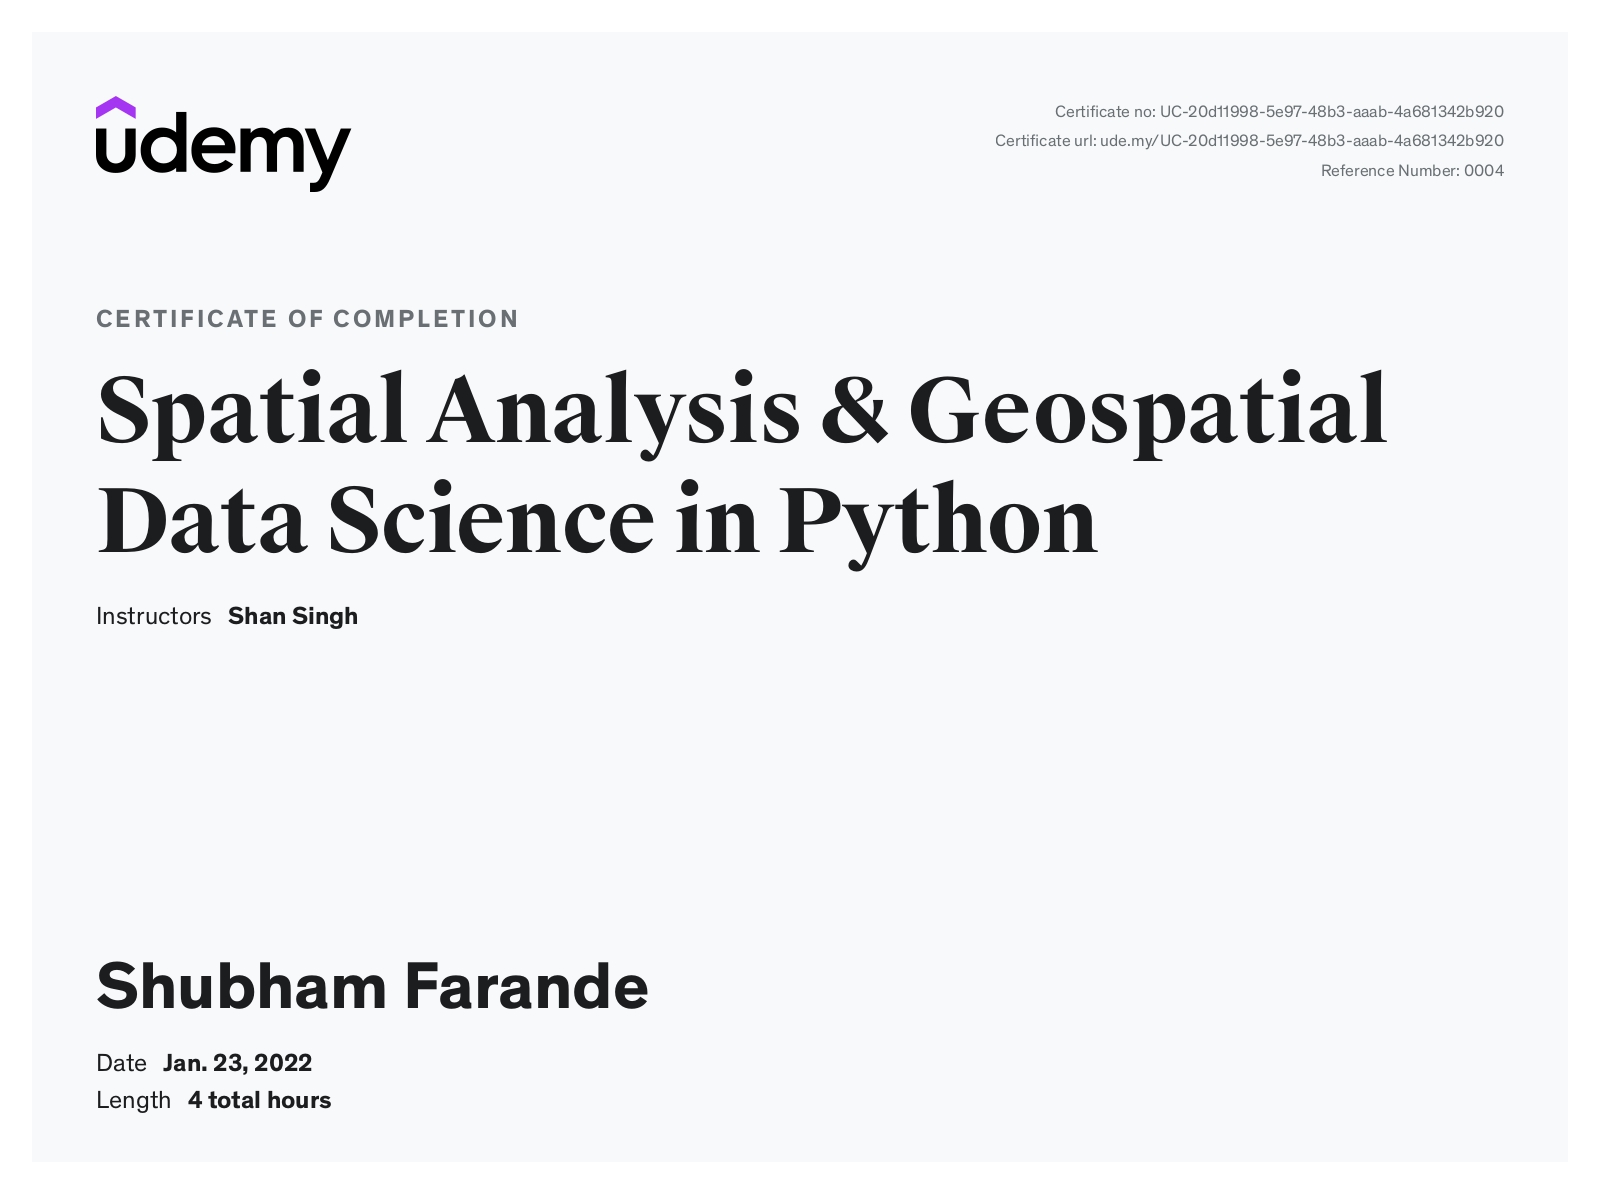 udemy
Certificate no: UC-20d11998-5e97-48b3-aaab-4a681342b920
Certificate url: ude.my/UC-20d11998-5e97-48b3-aaab-4a681342b920
Reference Number: 0004
CERTIFICATE OF COMPLETION
Spatial Analysis & Geospatial
Data Science in Python
Instructors Shan Singh
Shubham Farande
Date Jan. 23, 2022
Length 4 total hours